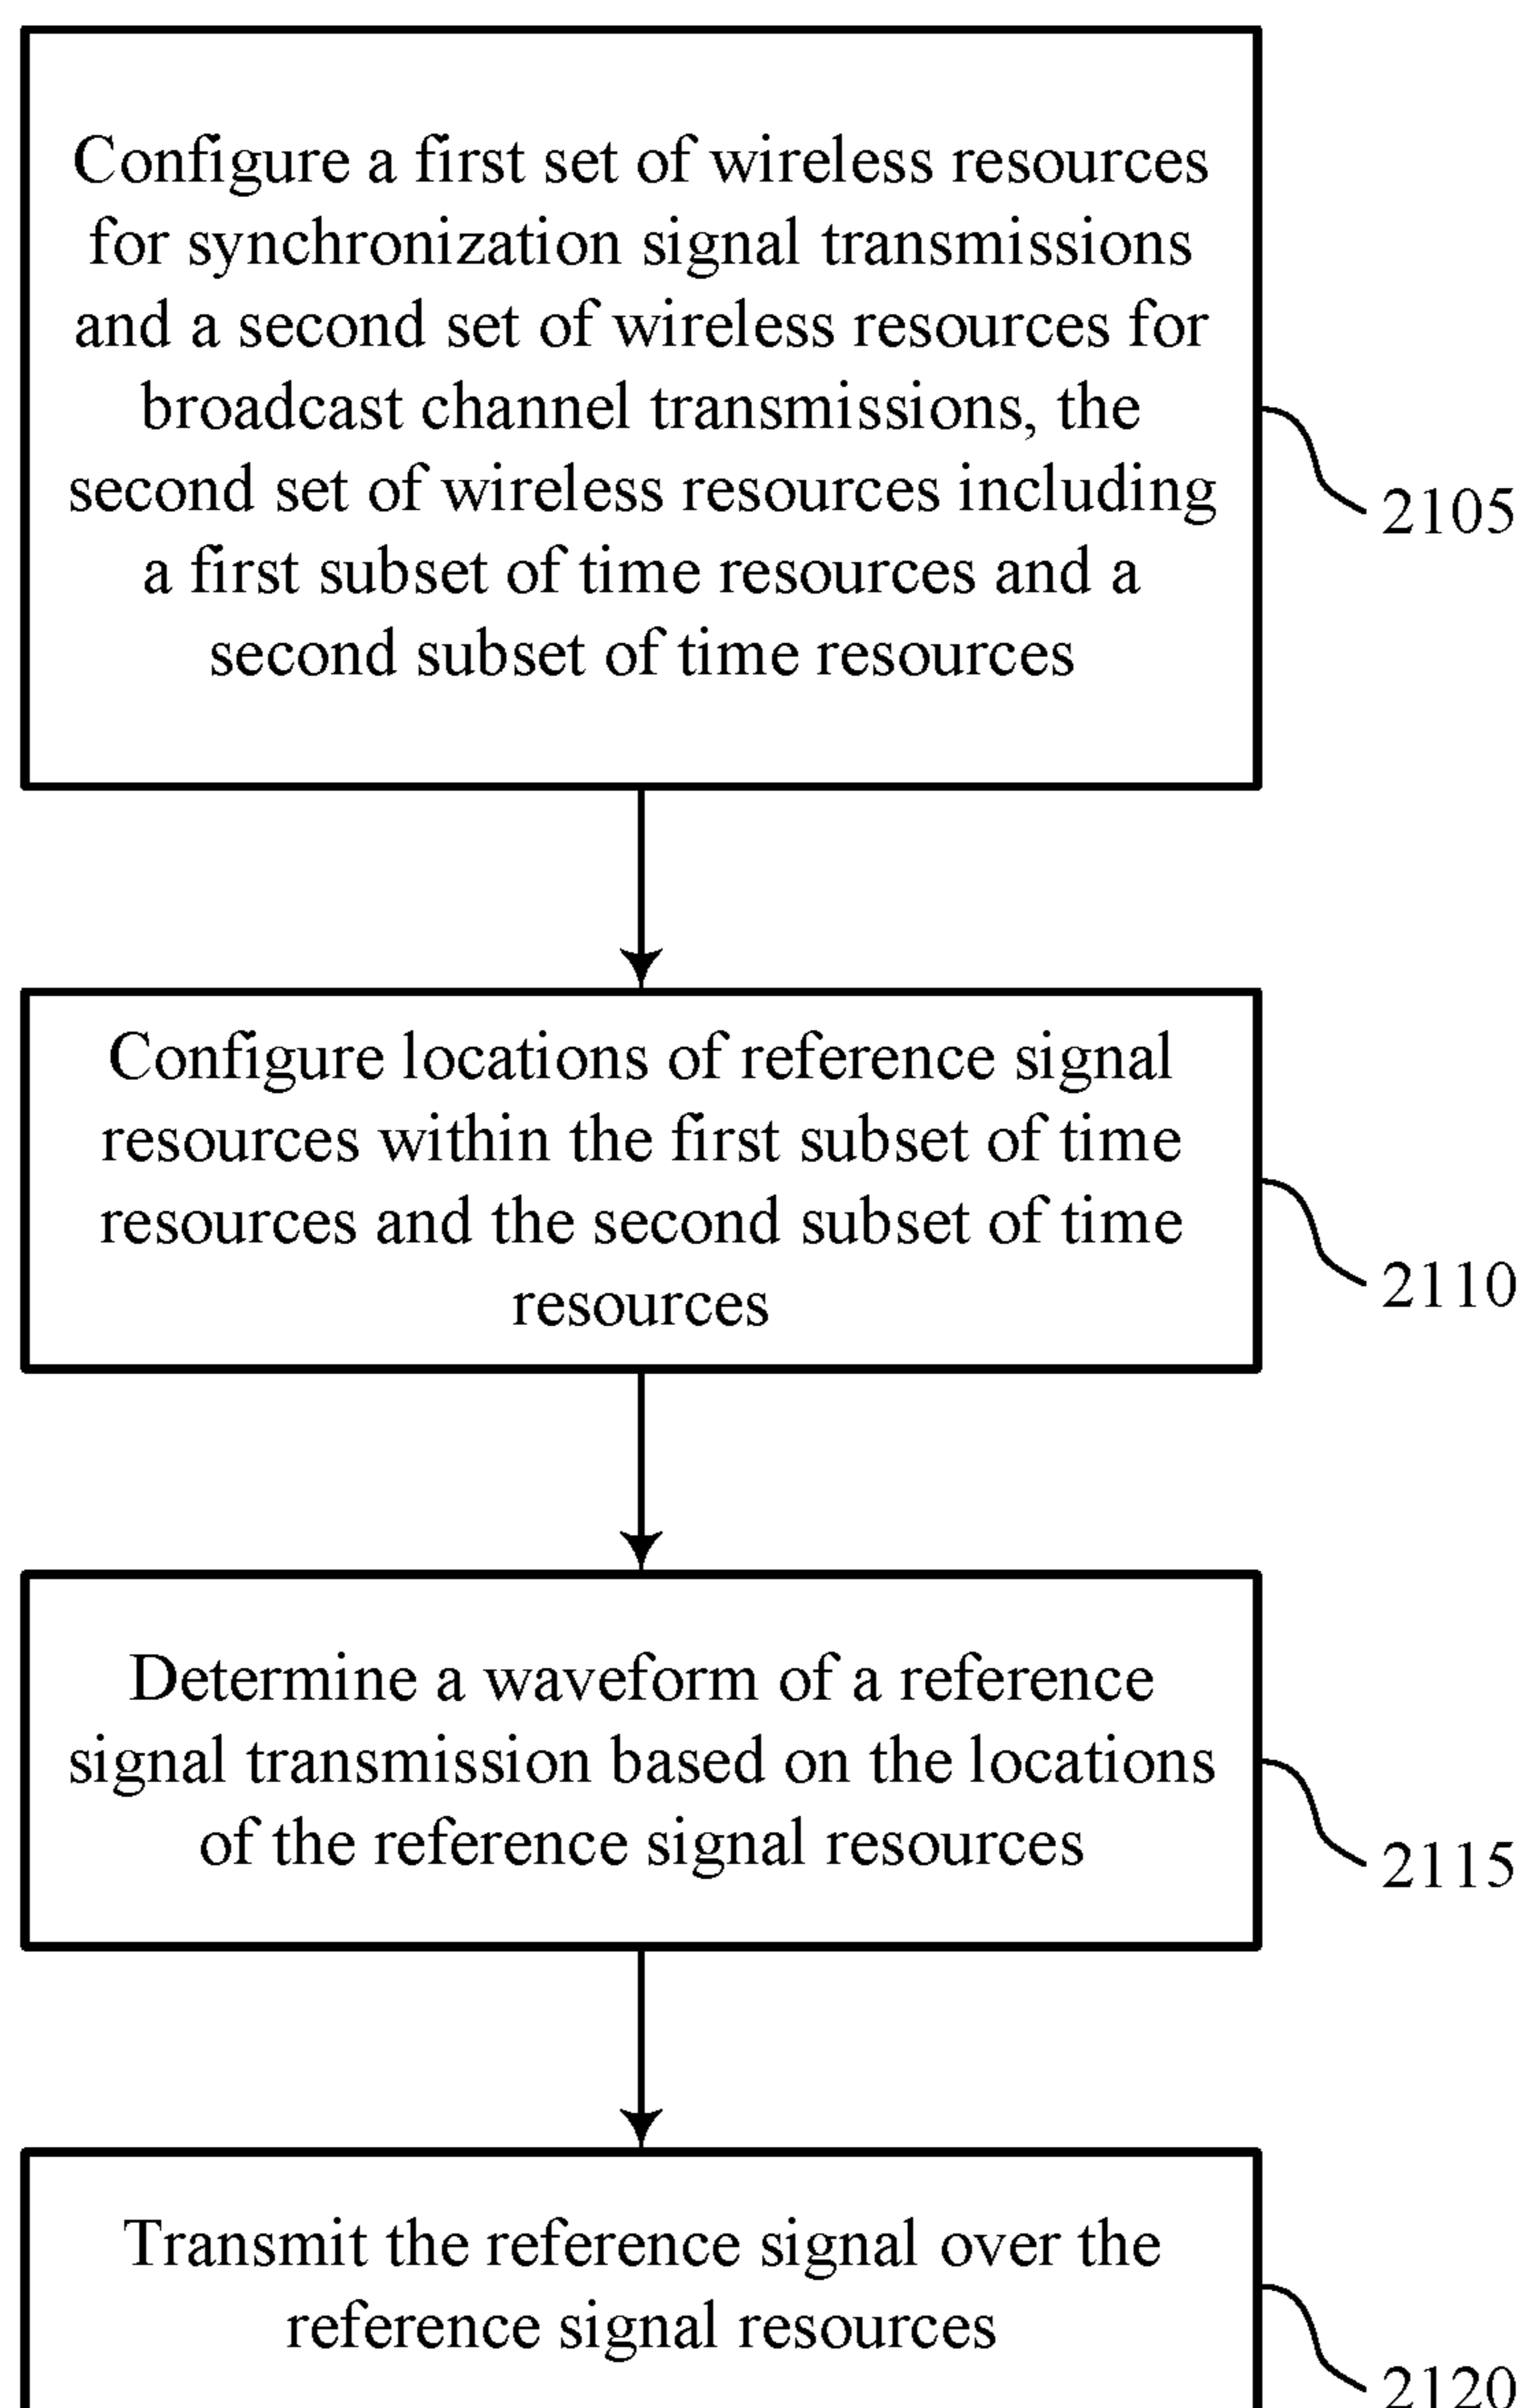 Configure a first set of wireless resources
for synchronization signal transmissions
and a second set of wireless resources for
broadcast channel transmissions, the
second set of wireless resources including
a first subset of time resources and a
second subset of time resources
2105
Configure locations of reference signal
resources within the first subset of time
resources and the second subset of time
resources
2110
Determine a waveform of a reference
signal transmission based on the locations
of the reference signal resources
2115
Transmit the reference signal over the
reference signal resources
2120